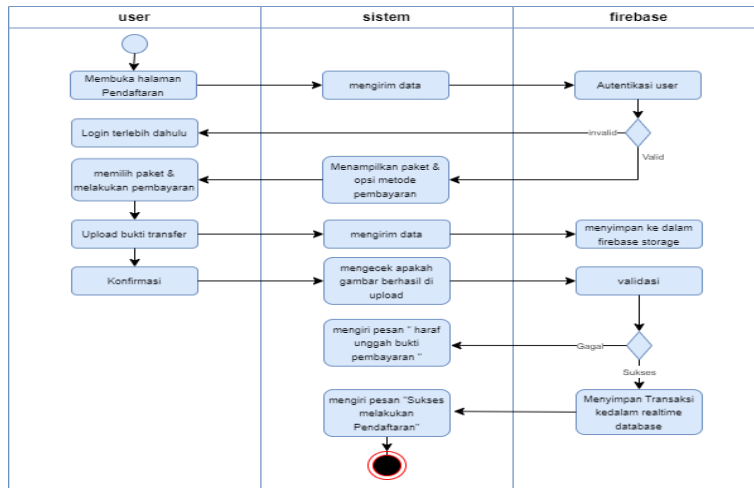 user
sistem
firebase
Membuka halaman
Pendaftaran
mengirim data
Autentikasi user
Login terlebih dahulu
invalid
Valid
memilih paket &
melakukan pembayaran
Menampilkan paket &
opsi metode
pembayaran
Upload bukti transfer
mengirim data
menyimpan ke dalam
firebase storage
Konfirmasi
mengecek apakah
gambar berhasil di
upload
validasi
mengiri pesan " haraf
unggah bukti
pembayaran "
Gagal
Sukses
mengiri pesan "Sukses
melakukan
Pendaftaran"
Menyimpan Transaksi
kedalam realtime
database